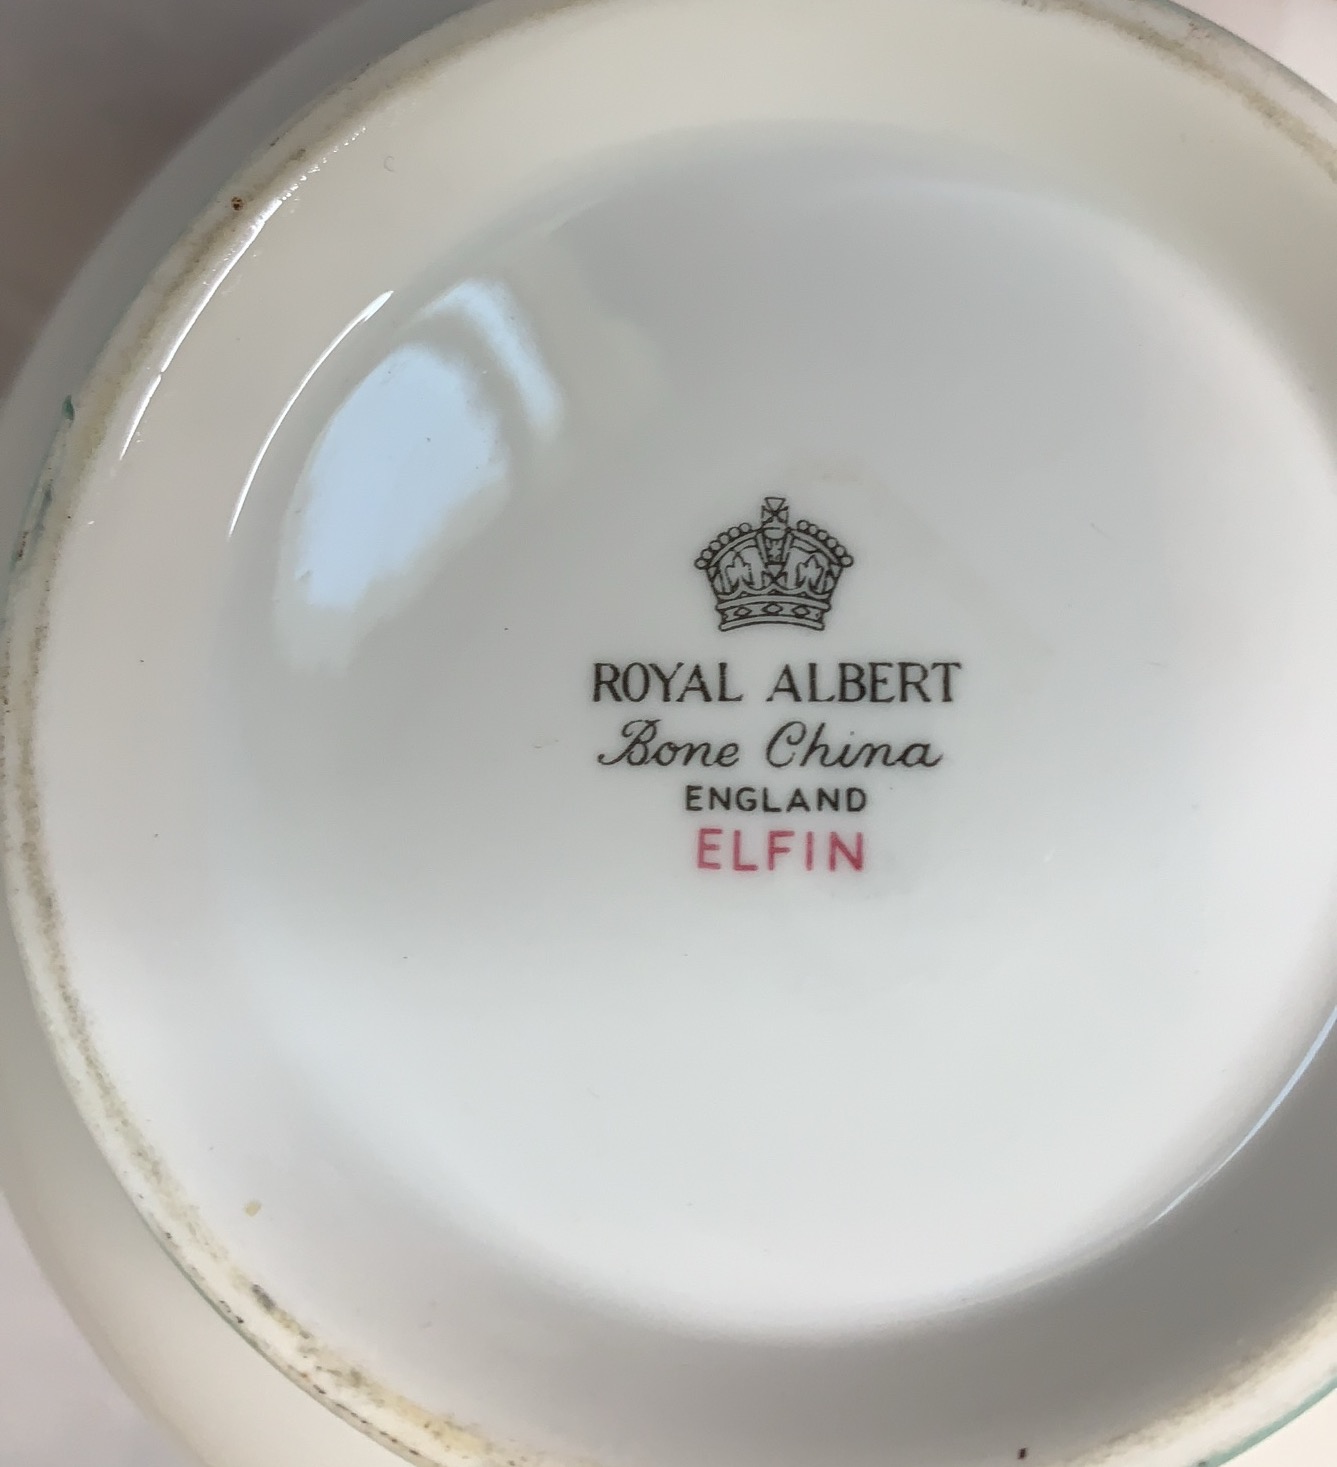 ROYAL ALBERT
Bone China
ENGLAND
ELFIN